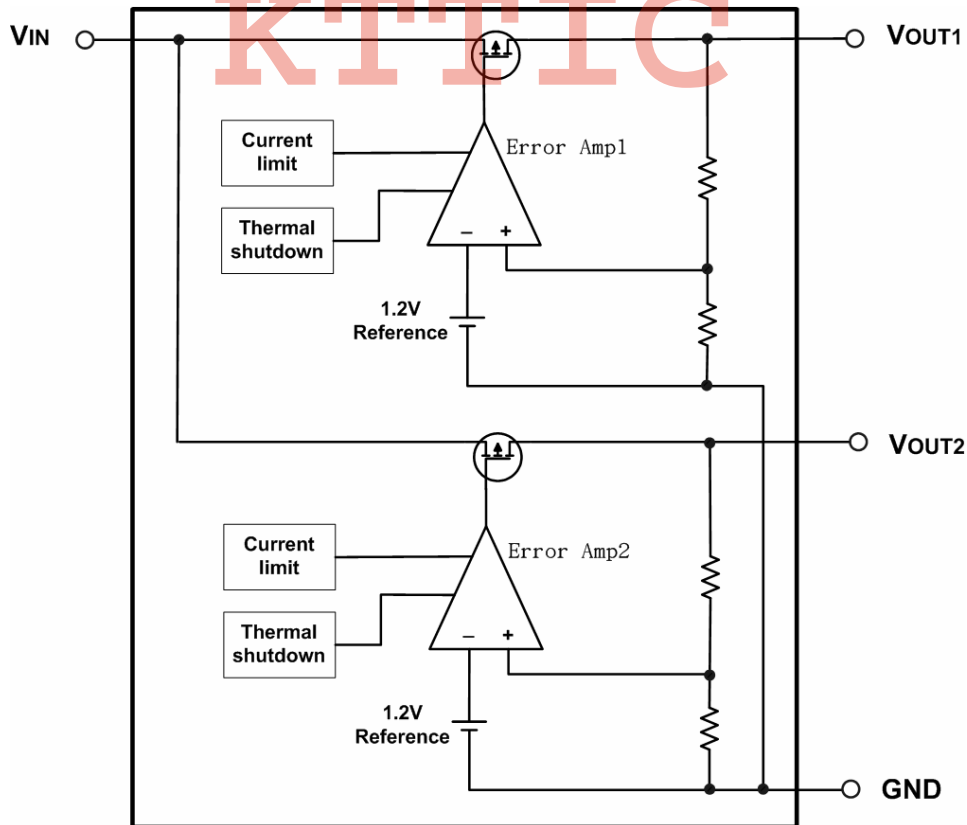 KTTIC
VIN
VOUT1
Current
limit
Error Amp1
Thermal
shutdown
– +
1.2V
Reference
VOUT2
Current
limit
Error Amp2
Thermal
shutdown
– +
1.2V
Reference
GND